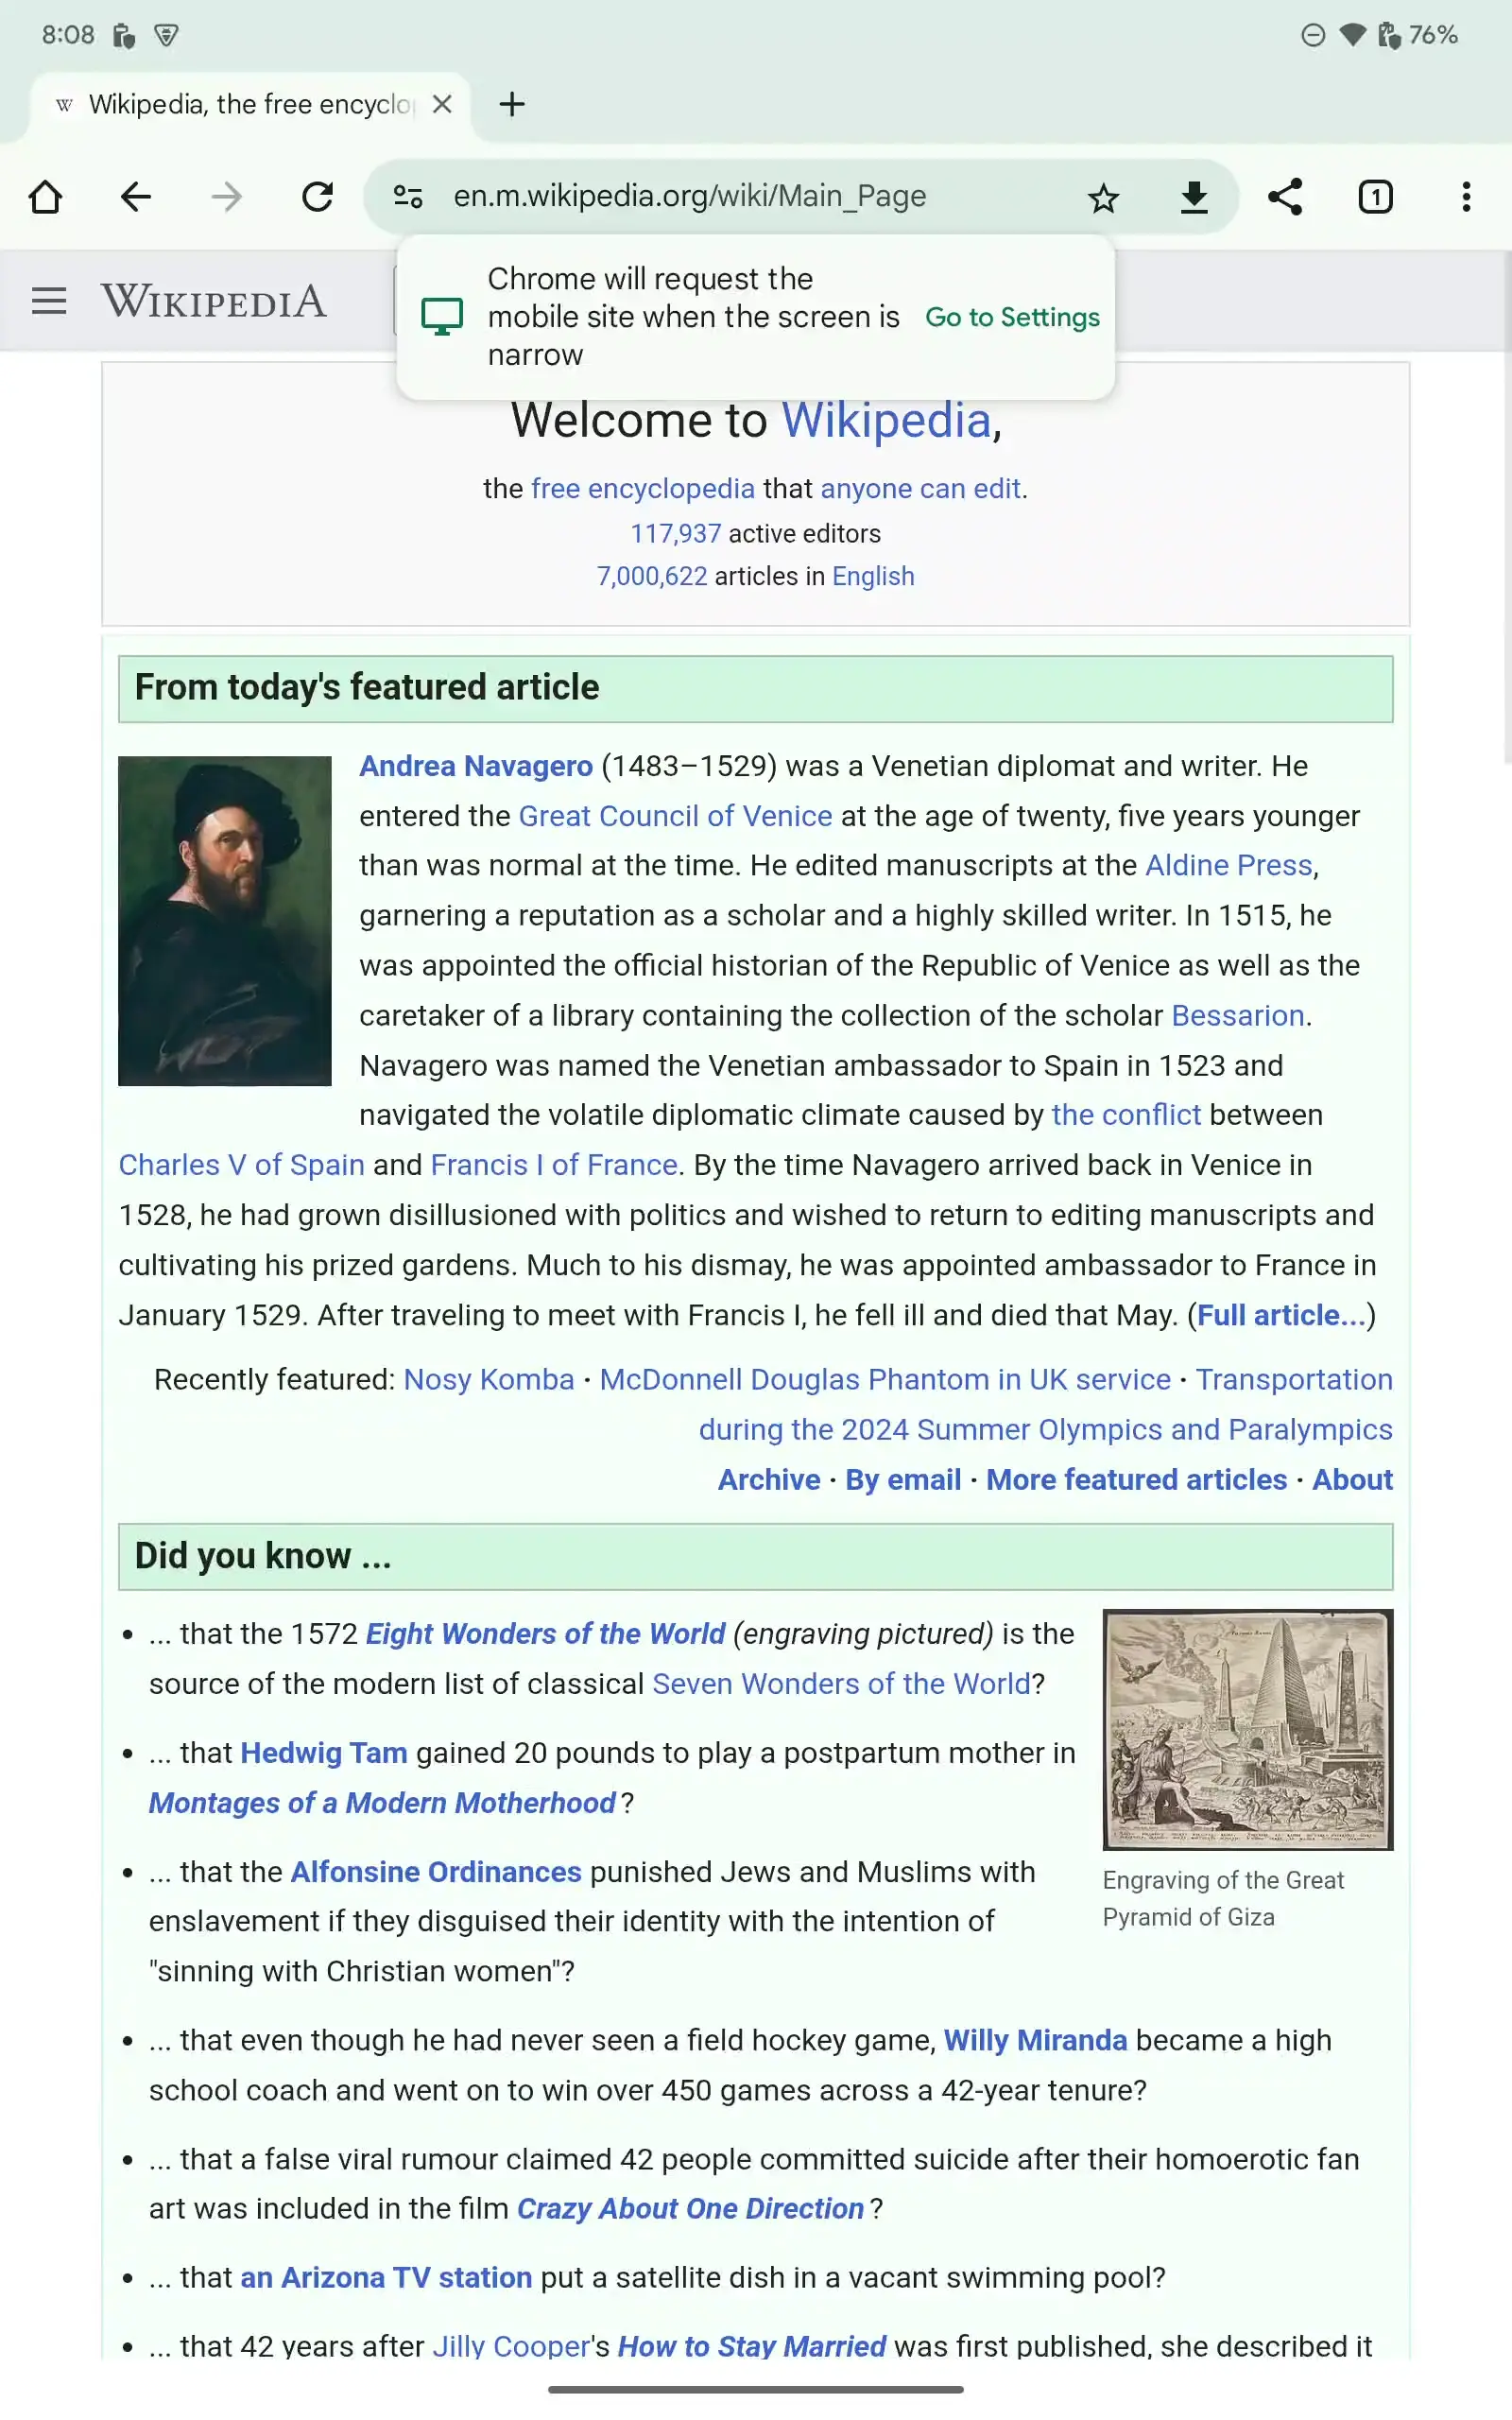 8:08
76%
W Wikipedia, the free encyclo
en.m.wikipedia.org/wiki/Main_Page
1
WIKIPEDIA
Chrome will request the
mobile site when the screen is
narrow
Go to Settings
Welcome to Wikipedia,
the free encyclopedia that anyone can edit.
117,937 active editors
7,000,622 articles in English
From today's featured article
Andrea Navagero (1483–1529) was a Venetian diplomat and writer. He
entered the Great Council of Venice at the age of twenty, five years younger
than was normal at the time. He edited manuscripts at the Aldine Press,
garnering a reputation as a scholar and a highly skilled writer. In 1515, he
was appointed the official historian of the Republic of Venice as well as the
caretaker of a library containing the collection of the scholar Bessarion.
Navagero was named the Venetian ambassador to Spain in 1523 and
navigated the volatile diplomatic climate caused by the conflict between
Charles V of Spain and Francis I of France. By the time Navagero arrived back in Venice in
1528, he had grown disillusioned with politics and wished to return to editing manuscripts and
cultivating his prized gardens. Much to his dismay, he was appointed ambassador to France in
January 1529. After traveling to meet with Francis I, he fell ill and died that May. (Full article...)
Recently featured: Nosy Komba · McDonnell Douglas Phantom in UK service · Transportation
during the 2024 Summer Olympics and Paralympics
Archive · By email · More featured articles · About
Did you know ...
• ... that the 1572 Eight Wonders of the World (engraving pictured) is the
source of the modern list of classical Seven Wonders of the World?
• ... that Hedwig Tam gained 20 pounds to play a postpartum mother in
Montages of a Modern Motherhood?
• ... that the Alfonsine Ordinances punished Jews and Muslims with
enslavement if they disguised their identity with the intention of
"sinning with Christian women"?
Engraving of the Great
Pyramid of Giza
• ... that even though he had never seen a field hockey game, Willy Miranda became a high
school coach and went on to win over 450 games across a 42-year tenure?
• ... that a false viral rumour claimed 42 people committed suicide after their homoerotic fan
art was included in the film Crazy About One Direction?
• ... that an Arizona TV station put a satellite dish in a vacant swimming pool?
• ... that 42 years after Jilly Cooper's How to Stay Married was first published, she described it